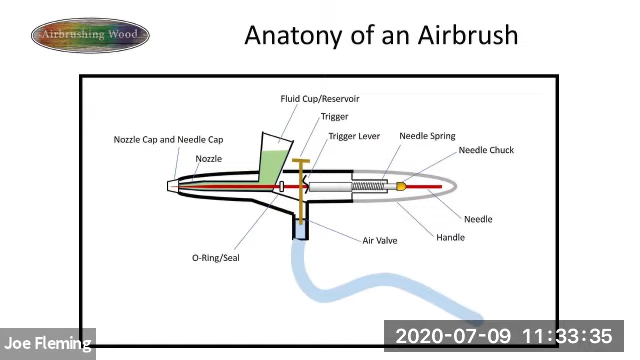 Airbrushing Wood
Anatony of an Airbrush
Fluid Cup/Reservoir
Trigger
Trigger Lever
Needle Spring
Nozzle Cap and Needle Cap
Needle Chuck
Nozzle
Needle
Handle
Air Valve
O-Ring/Seal
Joe Fleming
2020-07-09 11:33:35